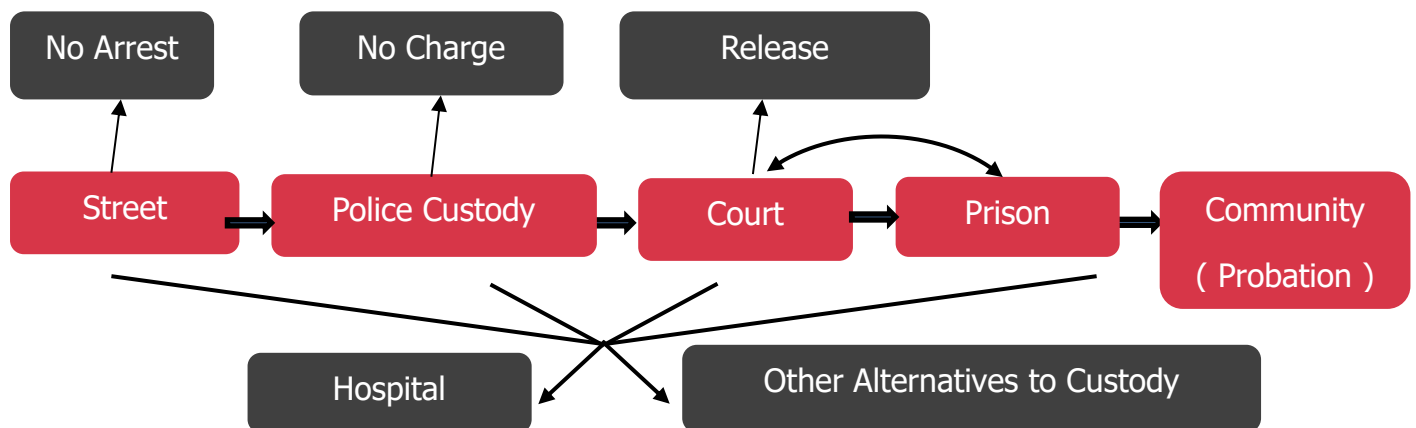 No Arrest
No Charge
Release
Street
Police Custody
Court
Prison
Community
( Probation )
Hospital
Other Alternatives to Custody